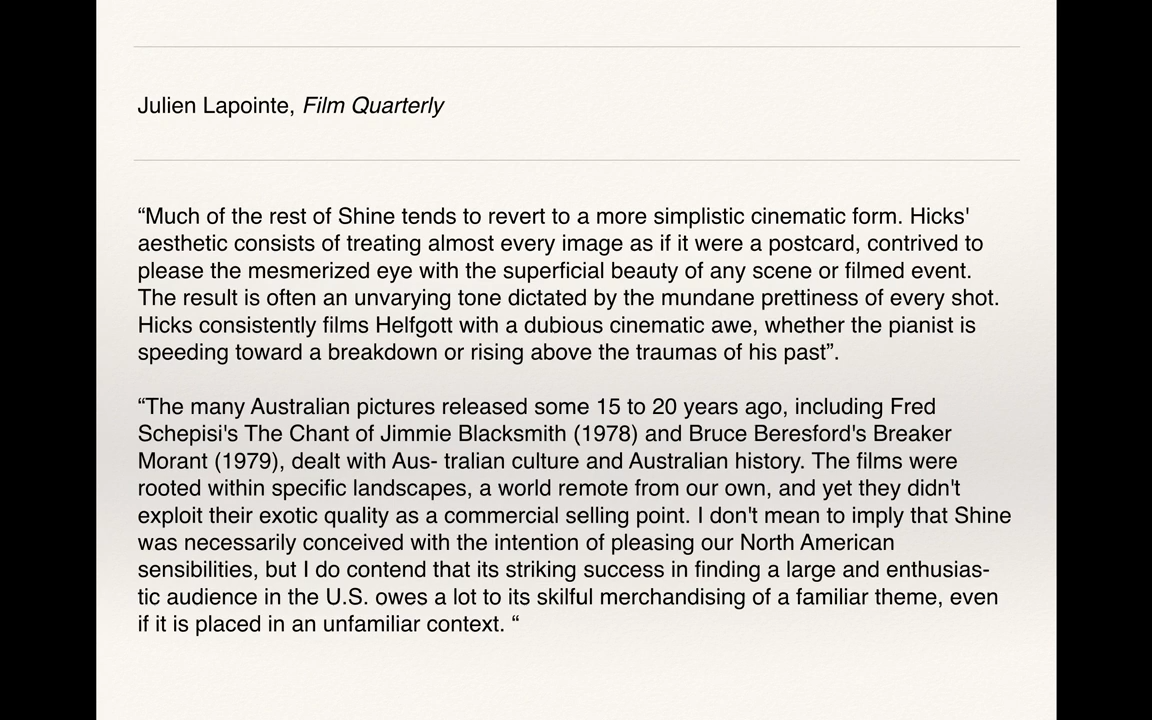 Julien Lapointe, Film Quarterly
“Much of the rest of Shine tends to revert to a more simplistic cinematic form. Hicks'
aesthetic consists of treating almost every image as if it were a postcard, contrived to
please the mesmerized eye with the superficial beauty of any scene or filmed event.
The result is often an unvarying tone dictated by the mundane prettiness of every shot.
Hicks consistently films Helfgott with a dubious cinematic awe, whether the pianist is
speeding toward a breakdown or rising above the traumas of his past”.
“The many Australian pictures released some 15 to 20 years ago, including Fred
Schepisi's The Chant of Jimmie Blacksmith (1978) and Bruce Beresford's Breaker
Morant (1979), dealt with Aus- tralian culture and Australian history. The films were
rooted within specific landscapes, a world remote from our own, and yet they didn't
exploit their exotic quality as a commercial selling point. I don't mean to imply that Shine
was necessarily conceived with the intention of pleasing our North American
sensibilities, but I do contend that its striking success in finding a large and enthusias-
tic audience in the U.S. owes a lot to its skilful merchandising of a familiar theme, even
if it is placed in an unfamiliar context. “